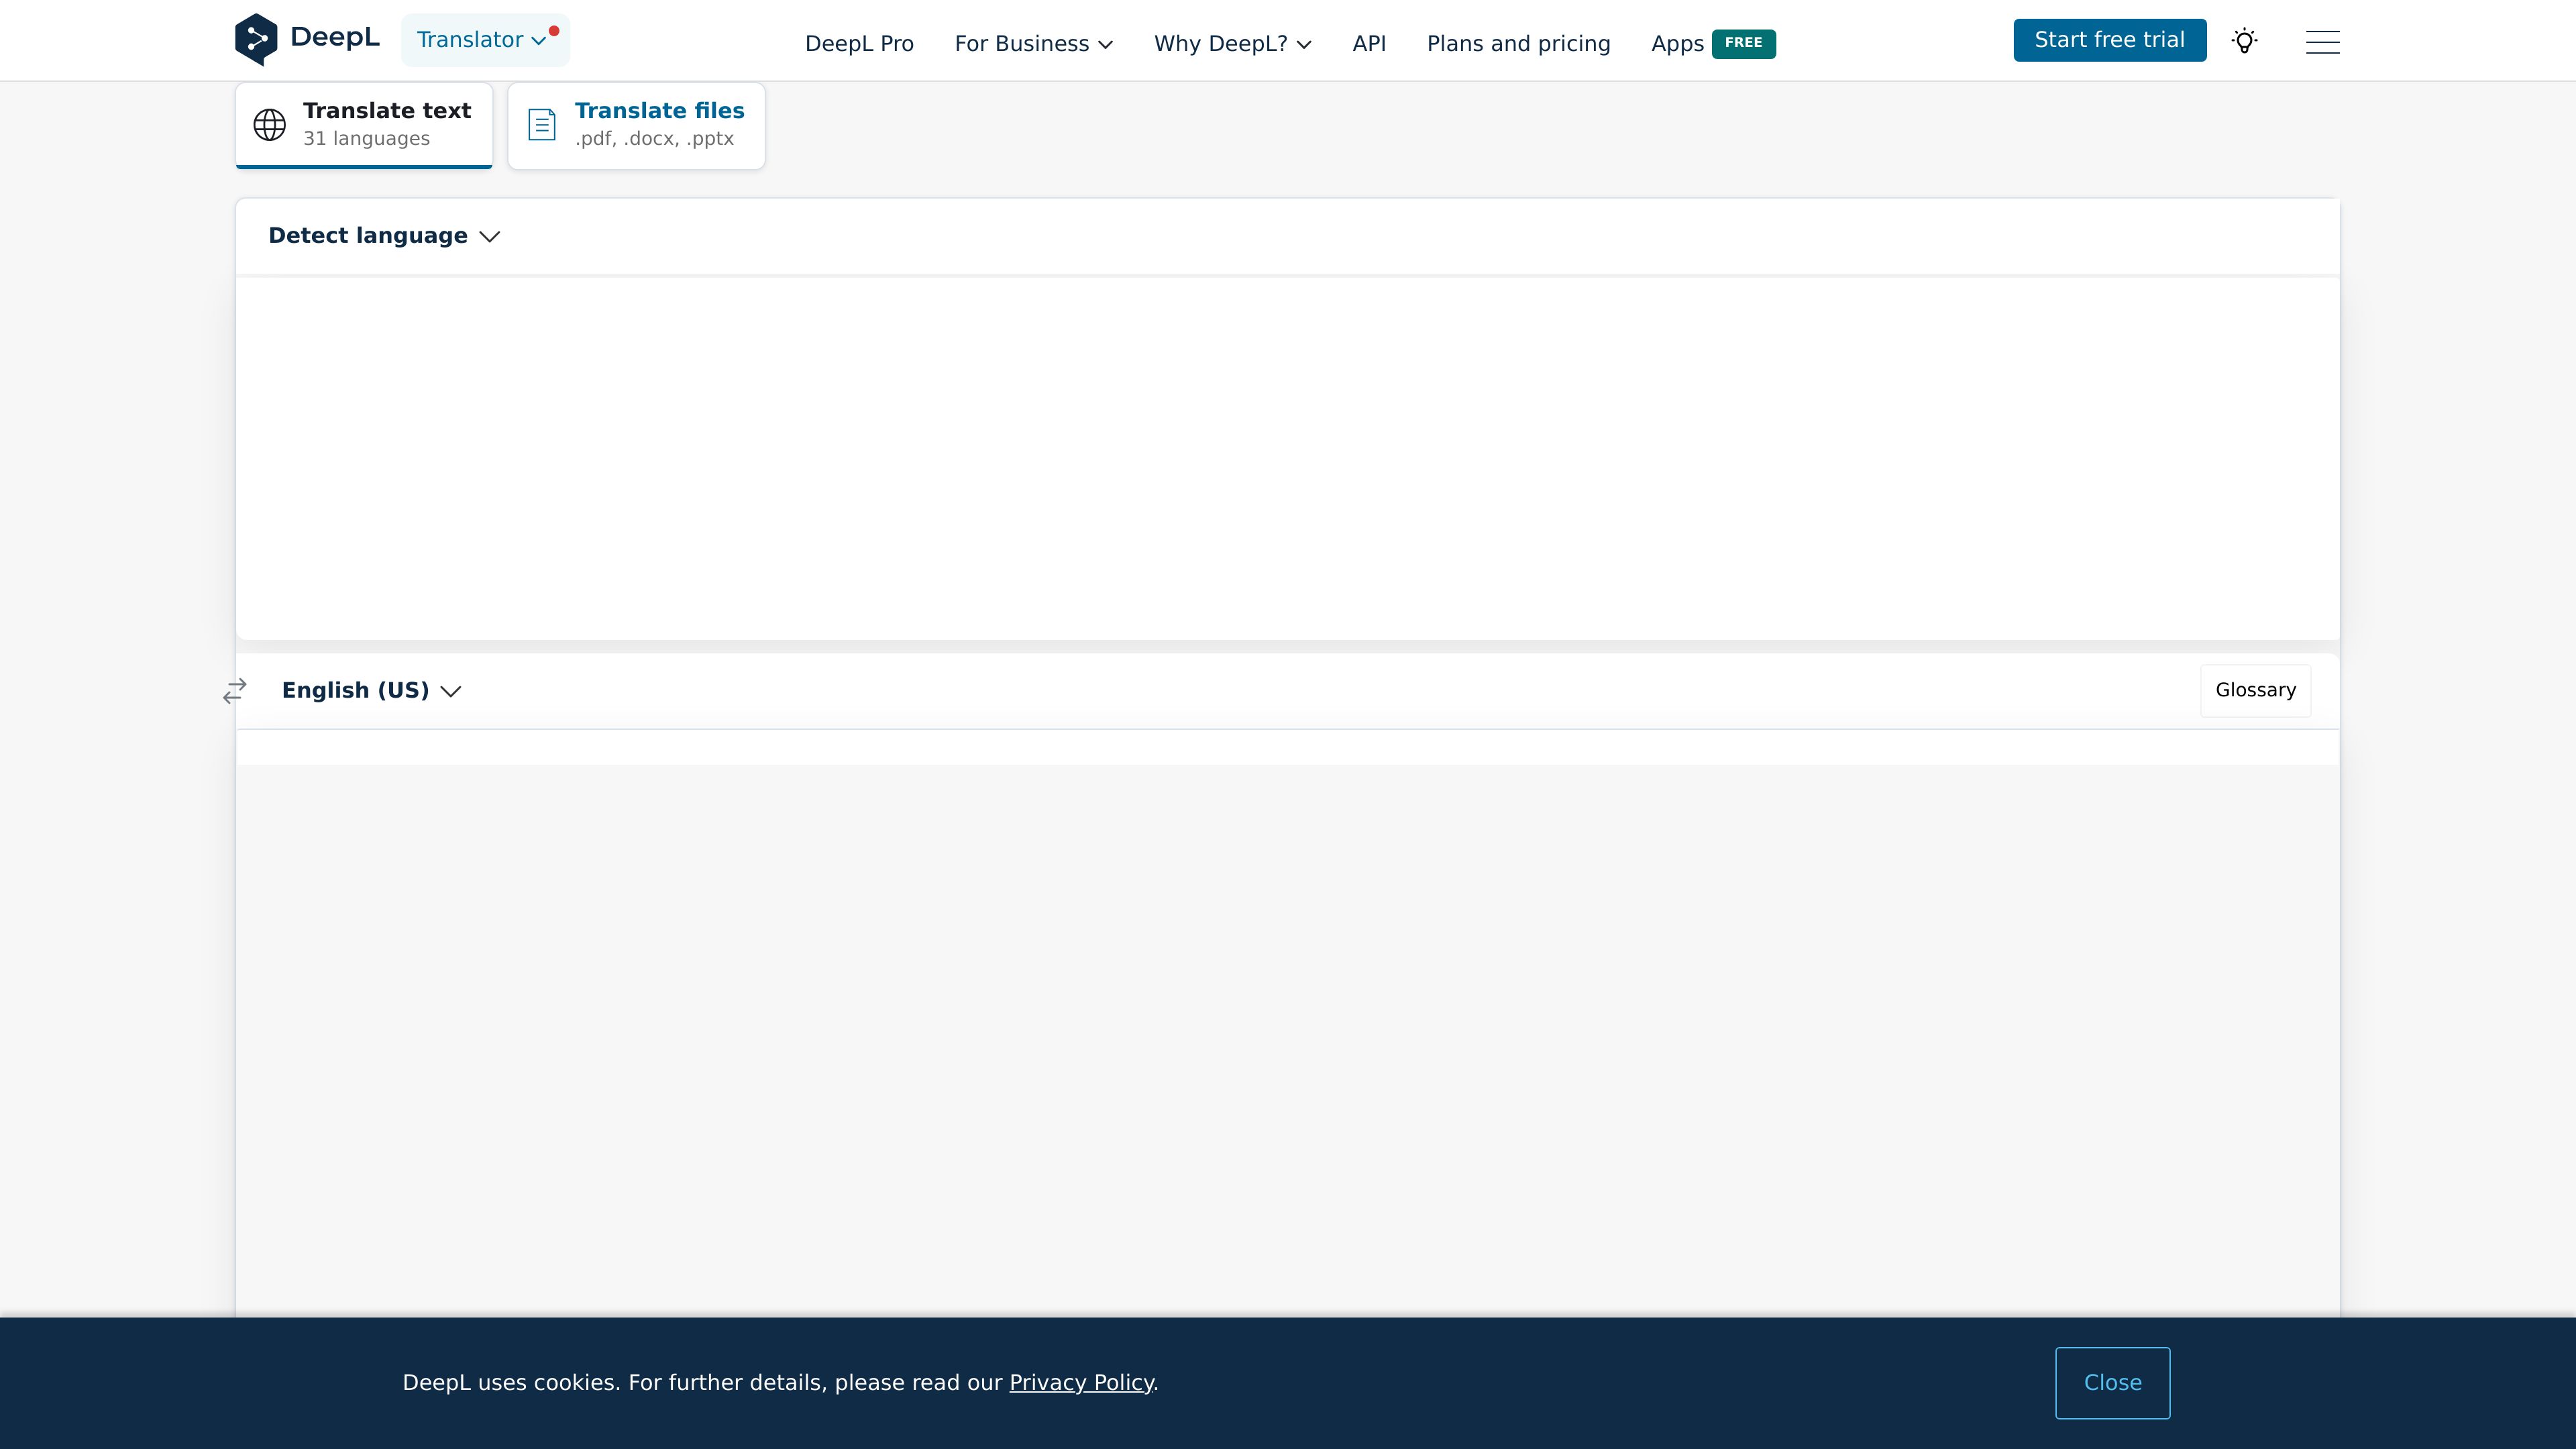 DeepL Translator DeepL Pro For Business Why DeepL? API Plans and pricing Apps FREE Start free trial
Translate text
31 languages
Translate files
.pdf, .docx, .pptx
Detect language
English (US) Glossary
DeepL uses cookies. For further details, please read our Privacy Policy. Close